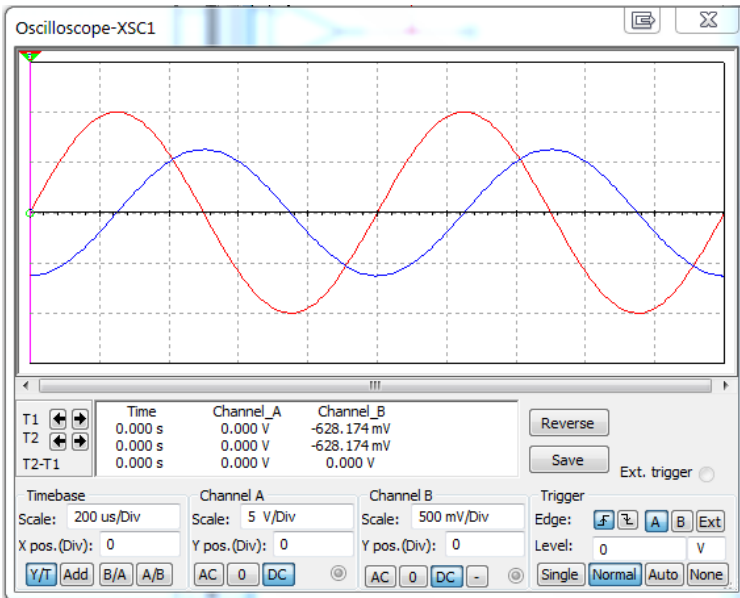 Oscilloscope-XSC1
Time Channel_A Channel_B
T1 0.000 s 0.000 V -628.174 mV
T2 0.000 s 0.000 V -628.174 mV
T2-T1 0.000 s 0.000 V 0.000 V
Reverse
Save
Ext. trigger
Timebase
Scale: 200 us/Div
X pos.(Div): 0
Y/T Add B/A A/B
Channel A
Scale: 5 V/Div
Y pos.(Div): 0
AC 0 DC
Channel B
Scale: 500 mV/Div
Y pos.(Div): 0
AC 0 DC -
Trigger
Edge: A B Ext
Level: 0 V
Single Normal Auto None